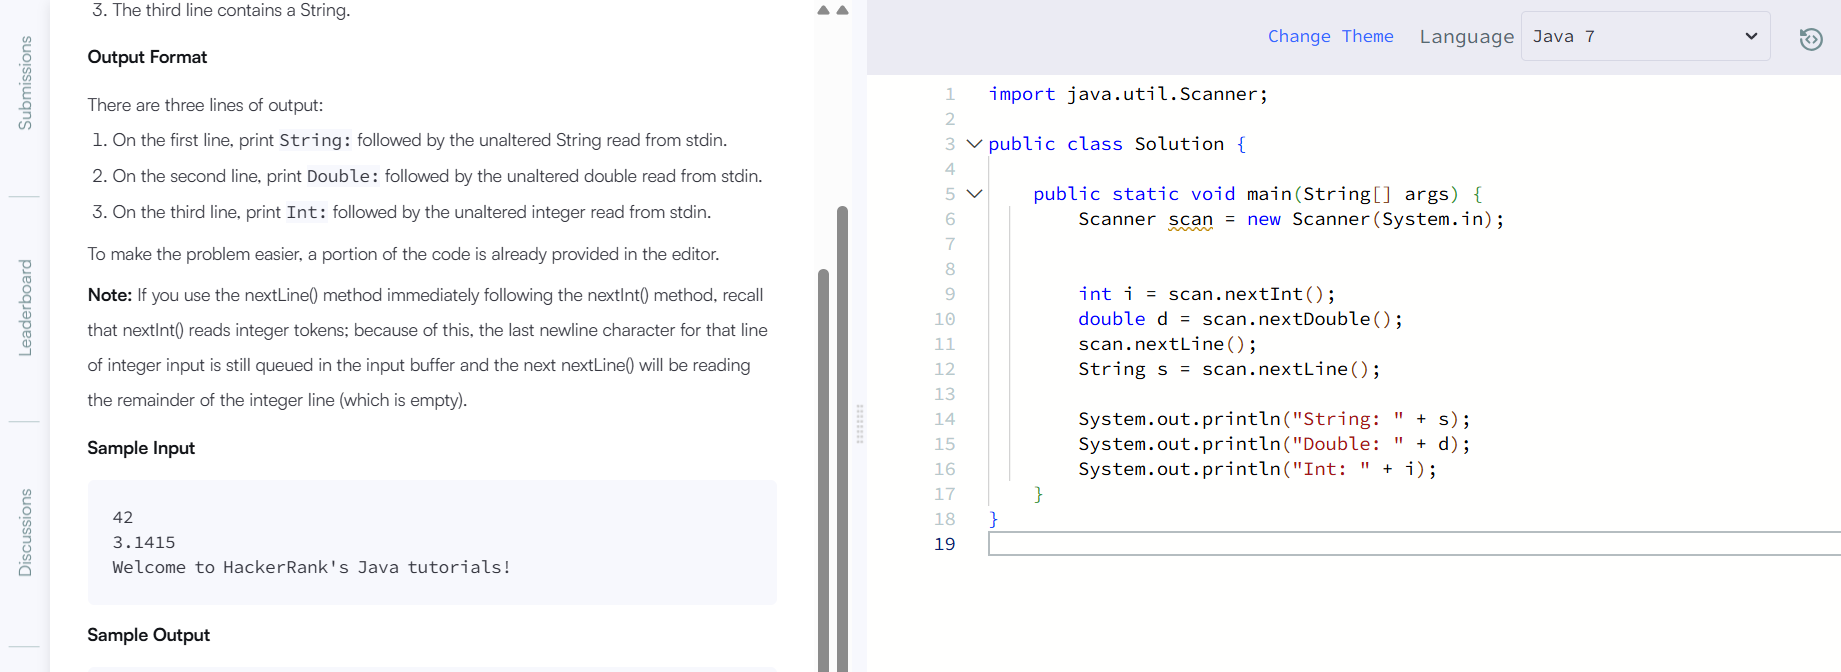 Submissions
Leaderboard
Discussions
3. The third line contains a String.
Output Format
There are three lines of output:
1. On the first line, print String: followed by the unaltered String read from stdin.
2. On the second line, print Double: followed by the unaltered double read from stdin.
3. On the third line, print Int: followed by the unaltered integer read from stdin.
To make the problem easier, a portion of the code is already provided in the editor.
Note: If you use the nextLine() method immediately following the nextInt() method, recall
that nextInt() reads integer tokens; because of this, the last newline character for that line
of integer input is still queued in the input buffer and the next nextLine() will be reading
the remainder of the integer line (which is empty).
Sample Input
42
3.1415
Welcome to HackerRank's Java tutorials!
Sample Output
Change Theme Language Java 7
1 import java.util.Scanner;
2
3 public class Solution {
4
5     public static void main(String[] args) {
6         Scanner scan = new Scanner(System.in);
7
8
9         int i = scan.nextInt();
10         double d = scan.nextDouble();
11         scan.nextLine();
12         String s = scan.nextLine();
13
14         System.out.println("String: " + s);
15         System.out.println("Double: " + d);
16         System.out.println("Int: " + i);
17     }
18 }
19